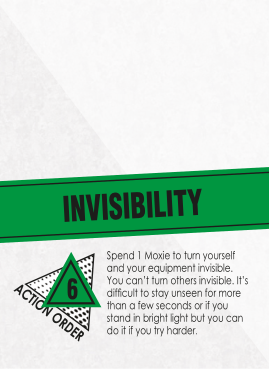 INVISIBILITY
Spend 1 Moxie to turn yourself
and your equipment invisible.
You can't turn others invisible. It's
difficult to stay unseen for more
than a few seconds or if you
stand in bright light but you can
do it if you try harder.
6
ACTION ORDER